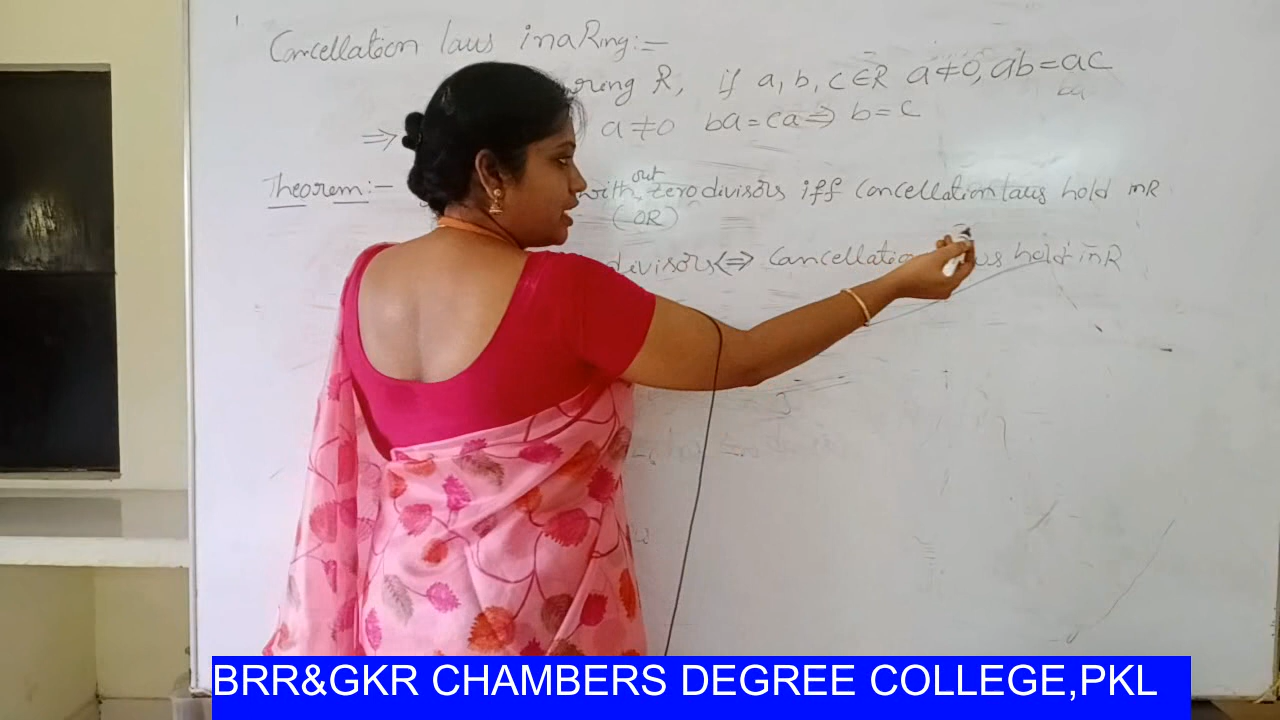 Cancellation laws in a Ring:-
ring R, if a, b, c ∈ R a ≠ 0, ab = ac
⇒ a ≠ 0 ba = ca ⇒ b = c
out
Theorem:- with zero divisors iff Cancellation laws hold in R
(OR)
divisors ⇔ Cancellation hold in R
BRR&GKR CHAMBERS DEGREE COLLEGE,PKL